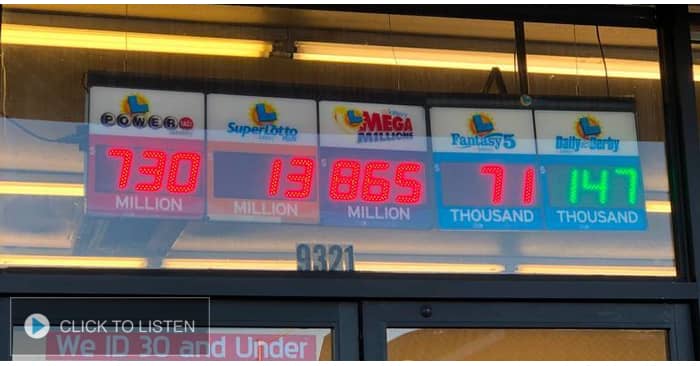 POWERBALL
730
MILLION
SuperLotto
PLUS
13
MILLION
MEGA
MILLIONS
865
MILLION
Fantasy 5
71
THOUSAND
Daily Derby
147
THOUSAND
9321
CLICK TO LISTEN
We ID 30 and Under